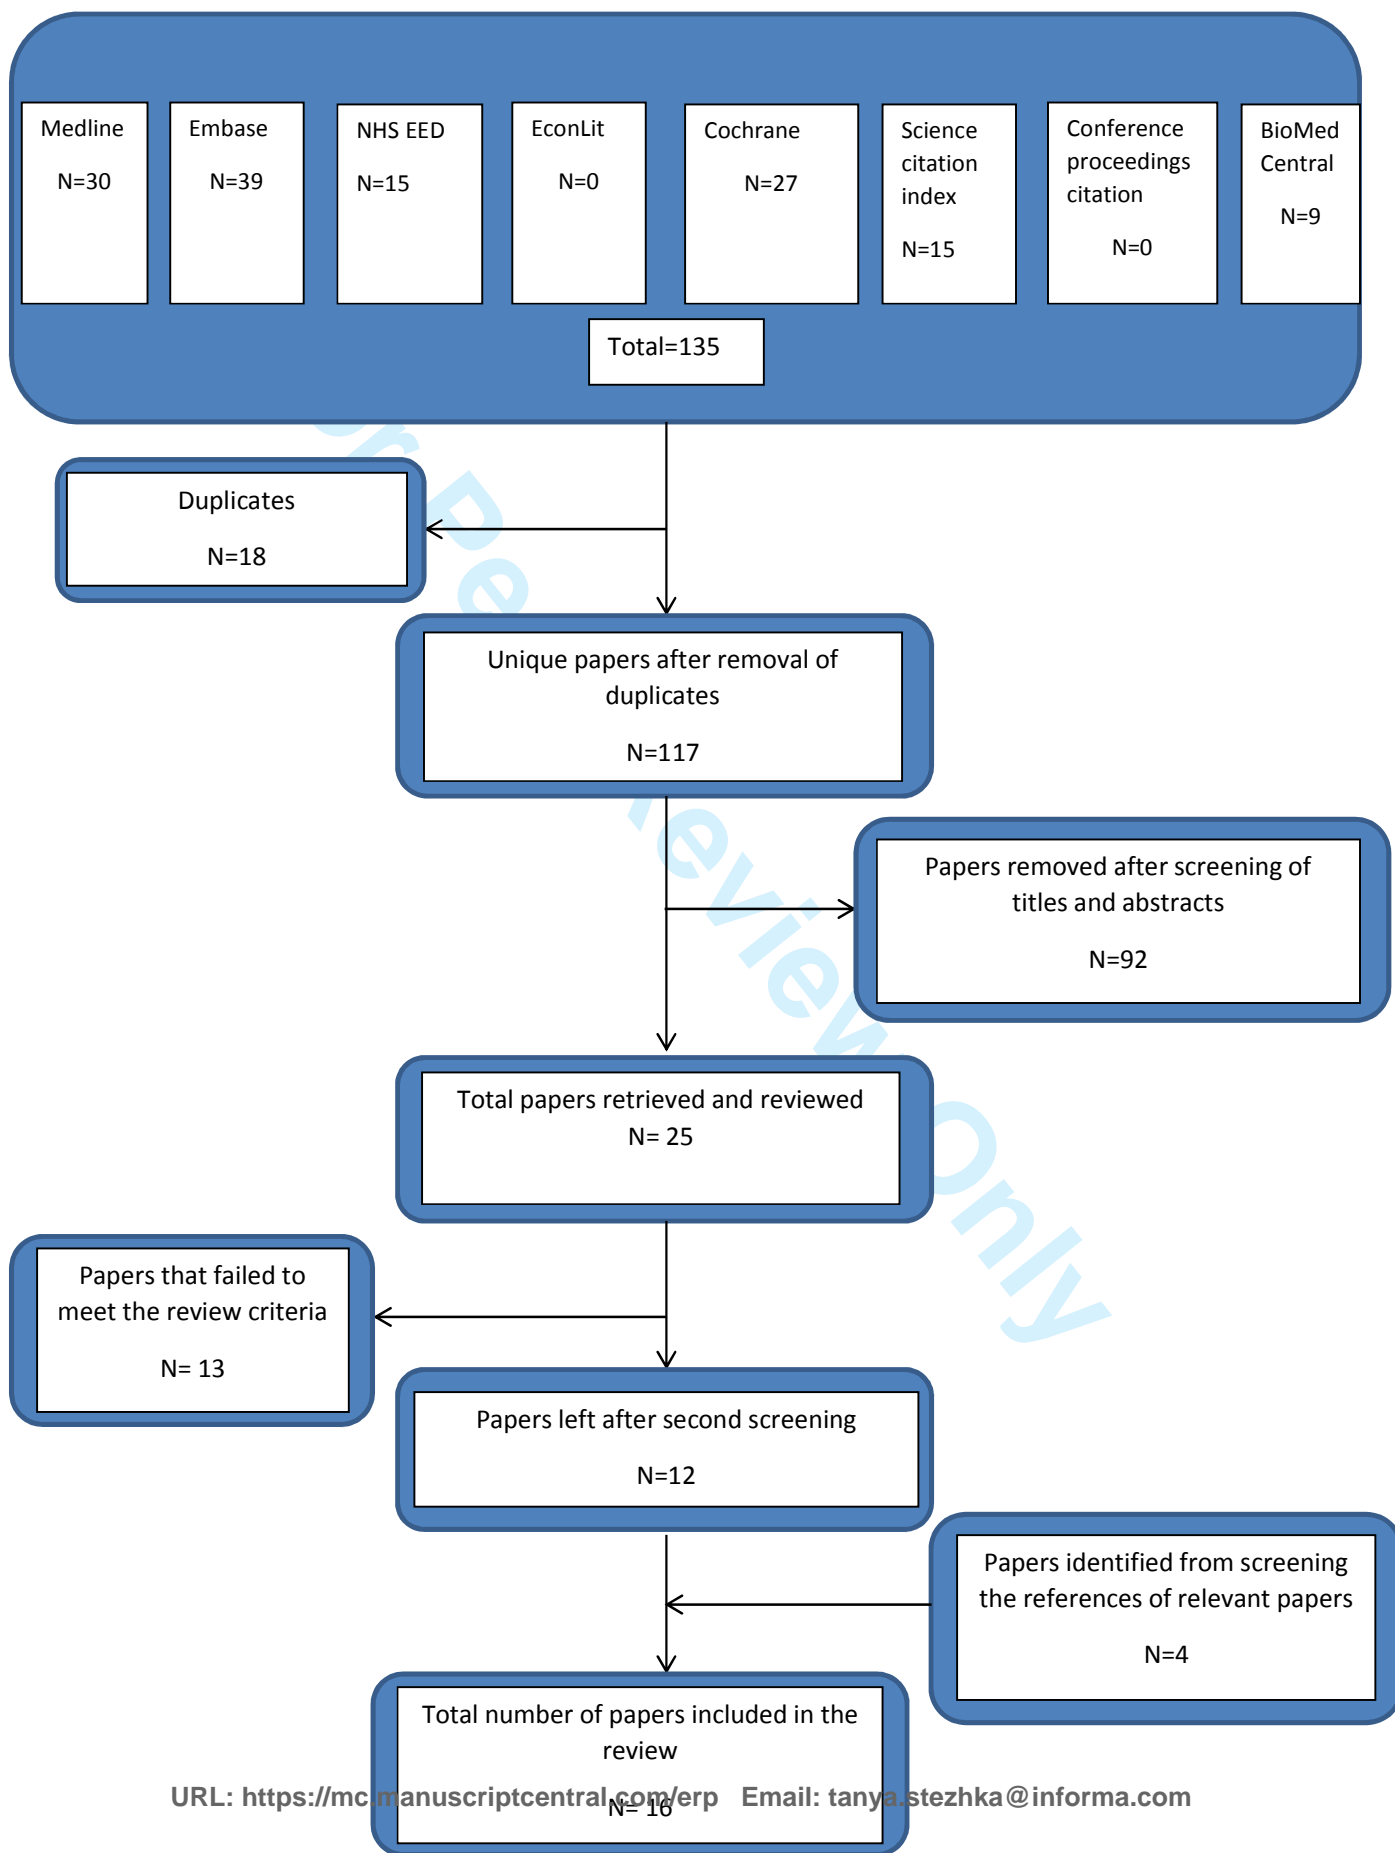 Medline
N=30
Embase
N=39
NHS EED
N=15
EconLit
N=0
Cochrane
N=27
Science
citation
index
N=15
Conference
proceedings
citation
N=0
BioMed
Central
N=9
Total=135
Duplicates
N=18
Unique papers after removal of
duplicates
N=117
Papers removed after screening of
titles and abstracts
N=92
Total papers retrieved and reviewed
N= 25
Papers that failed to
meet the review criteria
N= 13
Papers left after second screening
N=12
Papers identified from screening
the references of relevant papers
N=4
Total number of papers included in the
review
N= 16
URL: https://mc.manuscriptcentral.com/erp Email: tanya.stezhka@informa.com
Only